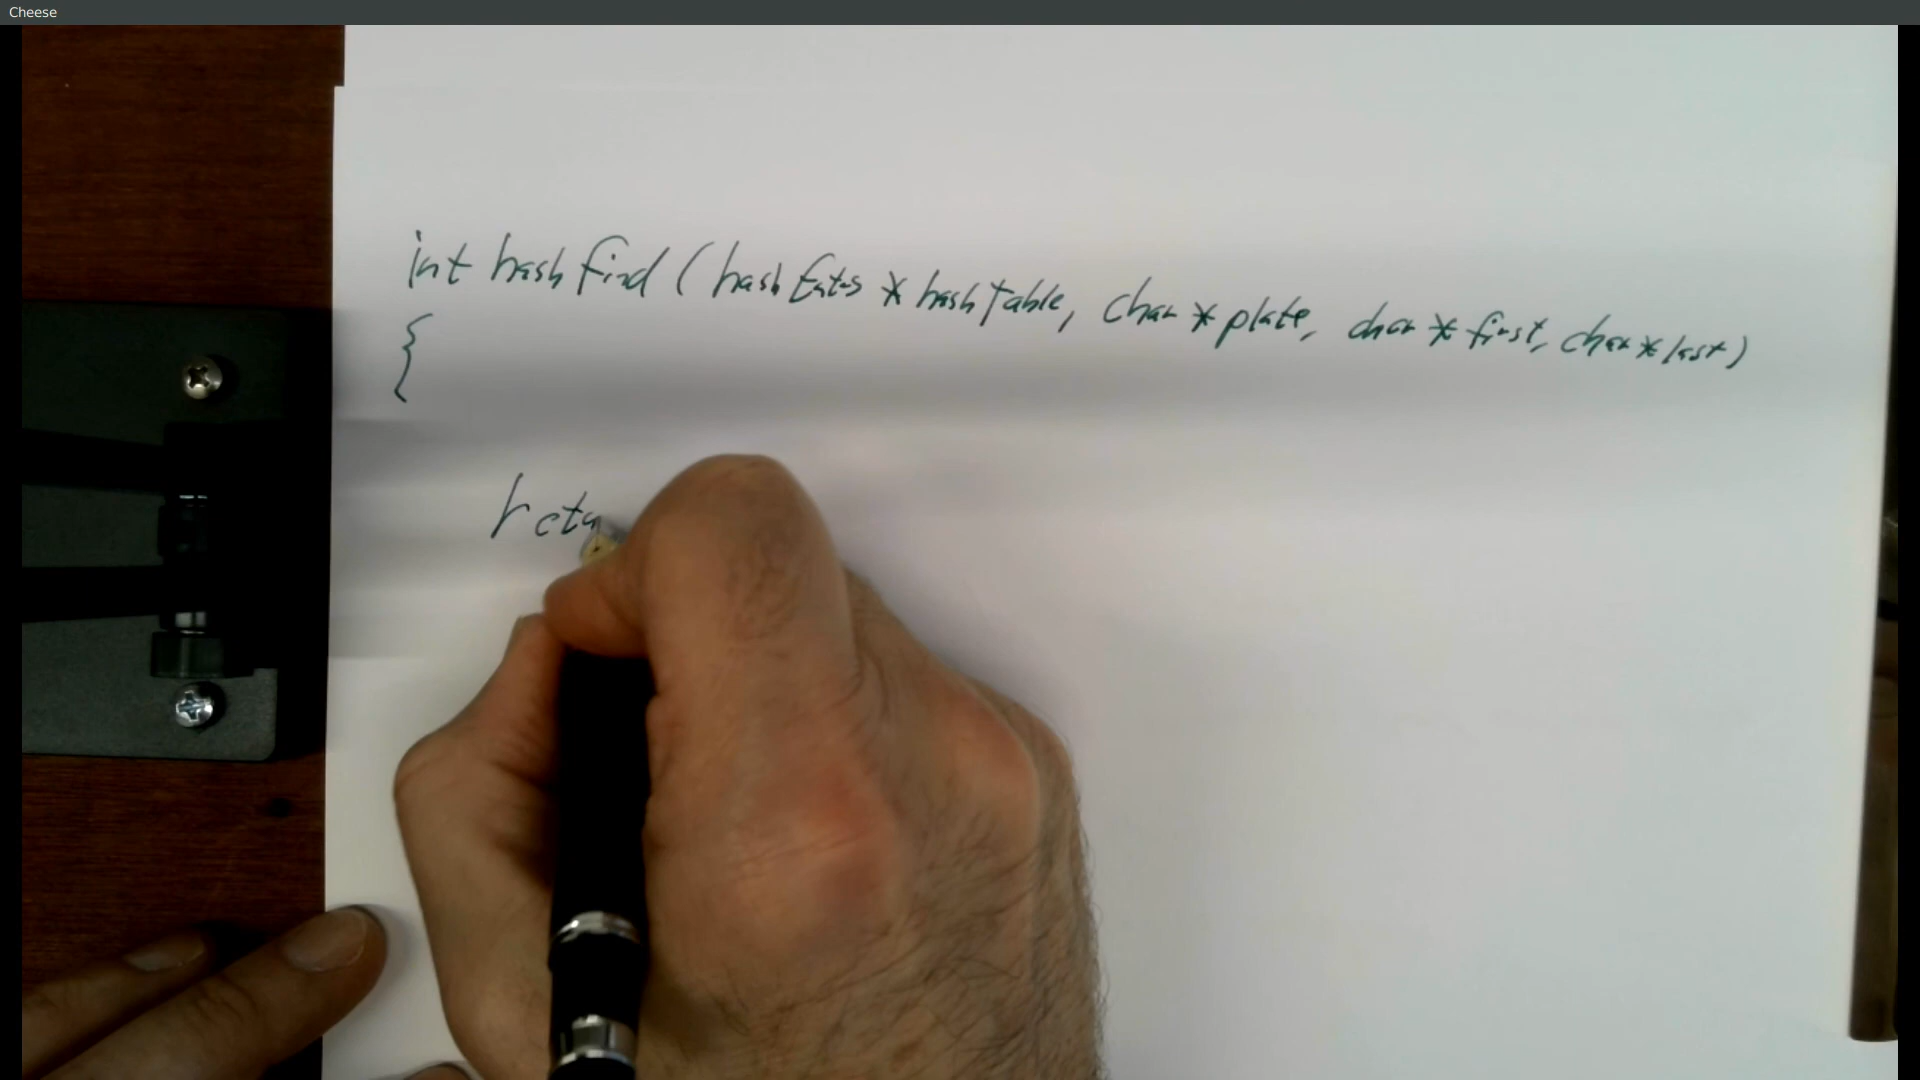 Cheese
int hashFind (hashEntry *hashTable, char *plate, char *first, char *last)
{
retu